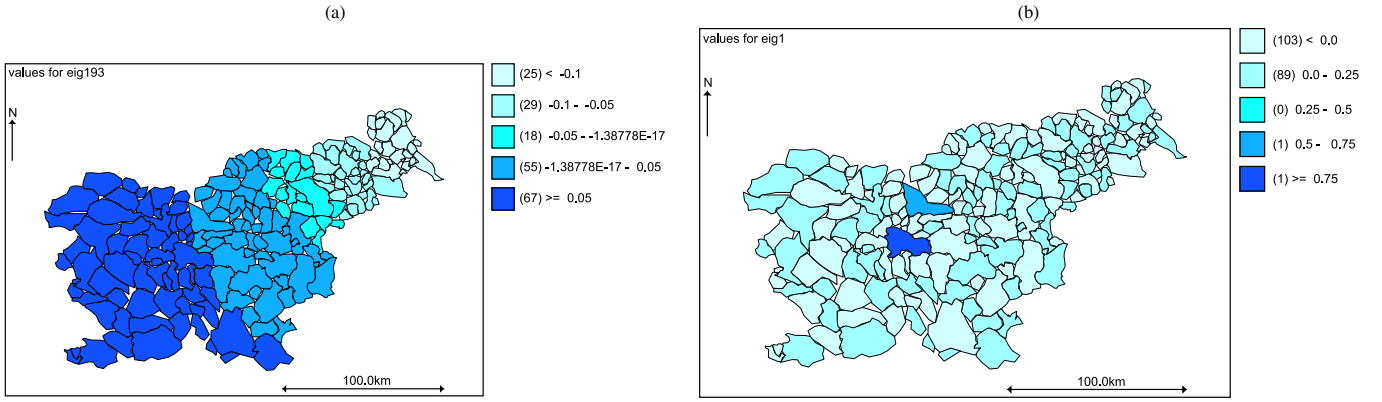 (a)
values for eig193
N
(25) < -0.1
(29) -0.1 - -0.05
(18) -0.05 - -1.38778E-17
(55) -1.38778E-17 - 0.05
(67) >= 0.05
100.0km
(b)
values for eig1
N
(103) < 0.0
(89) 0.0 - 0.25
(0) 0.25 - 0.5
(1) 0.5 - 0.75
(1) >= 0.75
100.0km